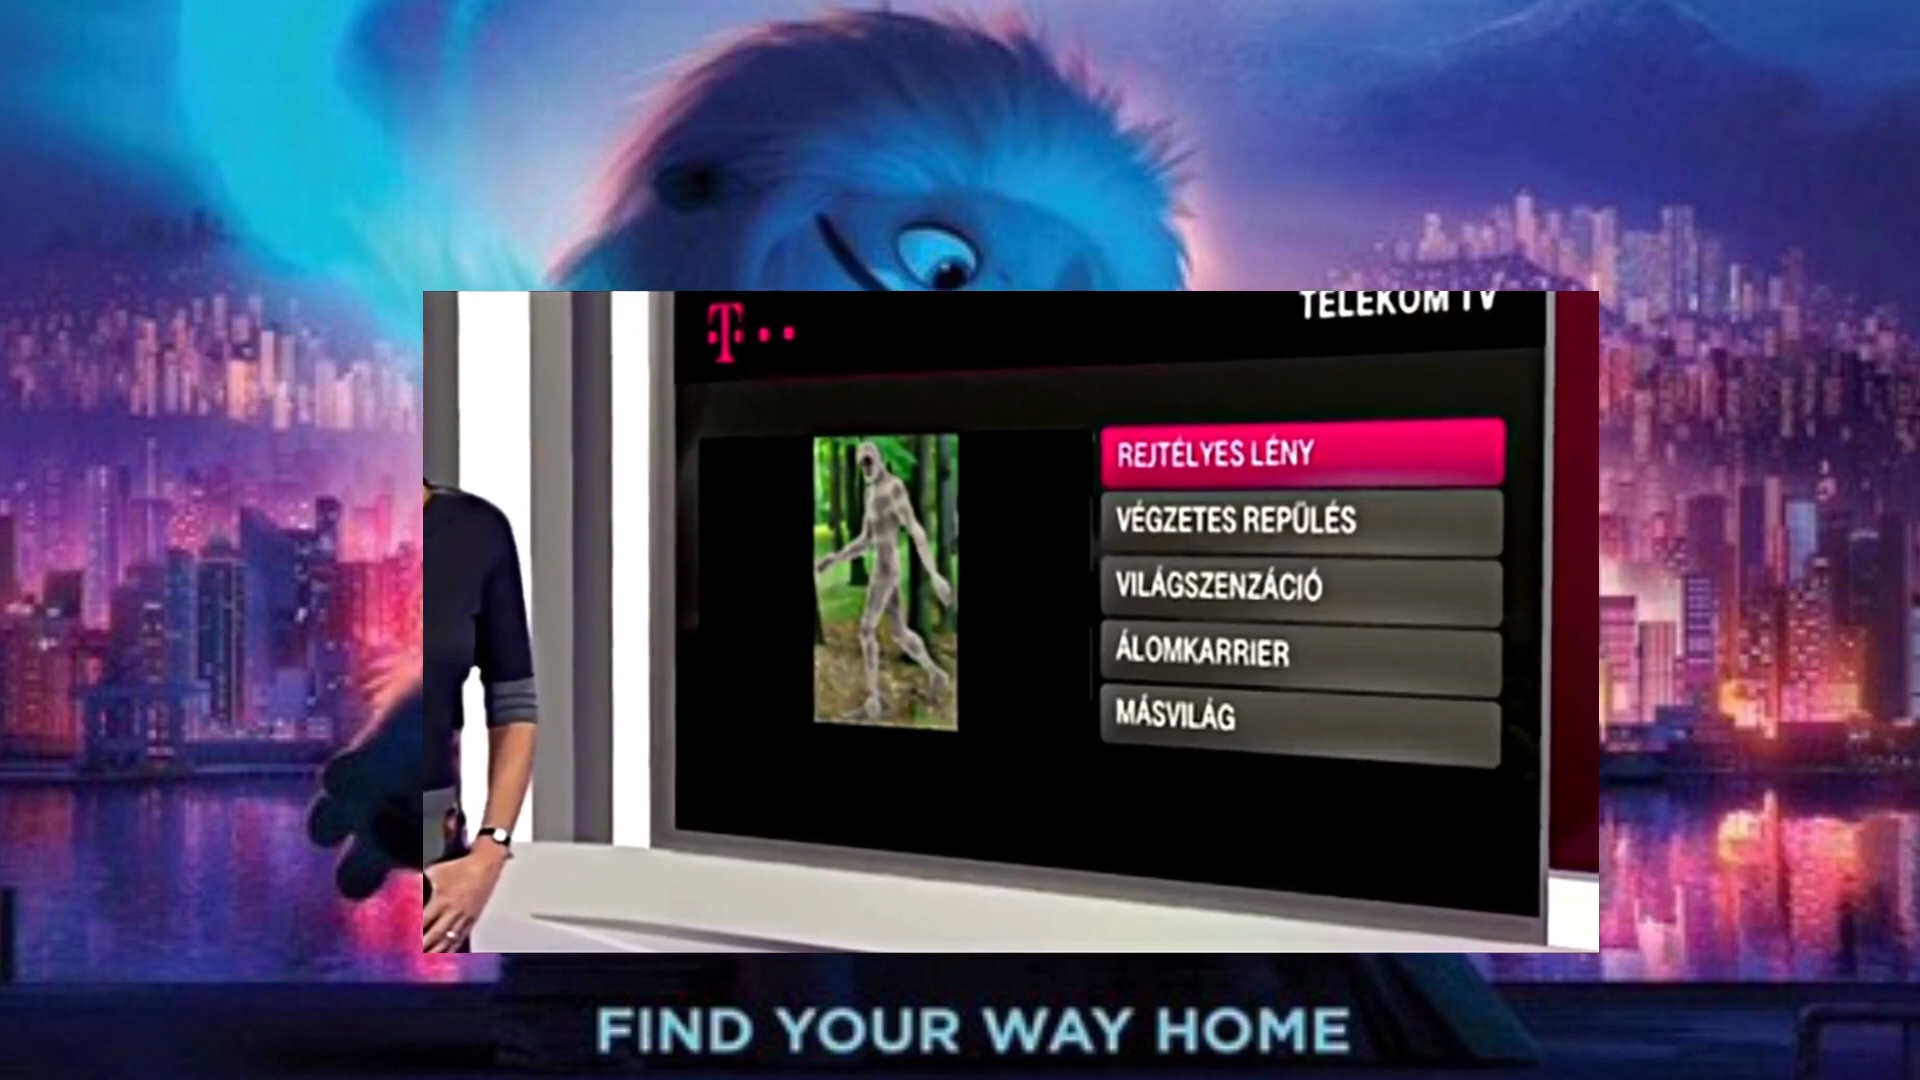 T··
TELEKOM TV
REJTÉLYES LÉNY
VÉGZETES REPÜLÉS
VILÁGSZENZÁCIÓ
ÁLOMKARRIER
MÁSVILÁG
FIND YOUR WAY HOME